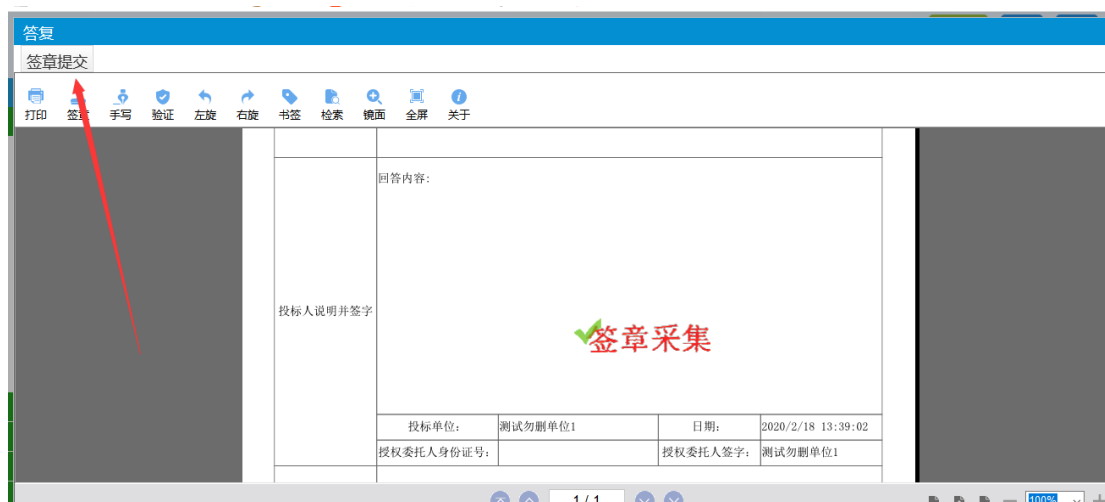 答复
签章提交
打印 签章 手写 验证 左旋 右旋 书签 检索 镜面 全屏 关于
回答内容:
投标人说明并签字
签章采集
投标单位: 测试勿删单位1 日期: 2020/2/18 13:39:02
授权委托人身份证号: 授权委托人签字: 测试勿删单位1
1 / 1 100%